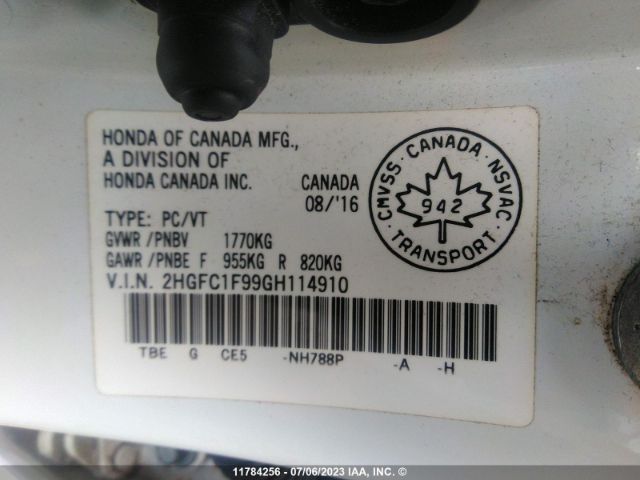 HONDA OF CANADA MFG.,
A DIVISION OF
HONDA CANADA INC.
CANADA
08/'16
TYPE: PC/VT
GVWR /PNBV 1770KG
GAWR /PNBE F 955KG R 820KG
V.I.N. 2HGFC1F99GH114910
TBE G CE5 -NH788P -A -H
CMVSS · CANADA · NSVAC
942
TRANSPORT
11784256 - 07/06/2023 IAA, INC. ©